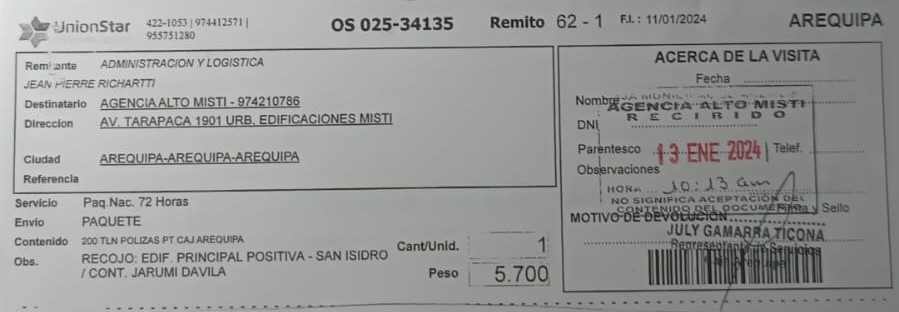 UnionStar
422-1053 | 974412571 |
955751280
OS 025-34135
Remito 62 - 1
F.I. : 11/01/2024
AREQUIPA
ADMINISTRACION Y LOGISTICA
JEAN PIERRE RICHARTTI
Destinatario AGENCIA ALTO MISTI - 974210786
Direccion AV. TARAPACA 1901 URB. EDIFICACIONES MISTI
Ciudad AREQUIPA-AREQUIPA-AREQUIPA
Referencia
Servicio Paq.Nac. 72 Horas
Envio PAQUETE
Contenido 200 TLN POLIZAS PT CAJ AREQUIPA
Obs. RECOJO: EDIF. PRINCIPAL POSITIVA - SAN ISIDRO
/ CONT. JARUMI DAVILA
Cant/Unid. 1
Peso 5.700
ACERCA DE LA VISITA
Fecha
Nombre
AGENCIA ALTO MISTI
RECIBIDO
DNI
Parentesco 13 ENE 2024 Telef.
Observaciones
HORA 10:13 am
NO SIGNIFICA ACEPTACIÓN DEL
CONTENIDO DEL DOCUMENTO
y Sello
MOTIVO DE DEVOLUCION
JULY GAMARRA TICONA
Representante de Servicios